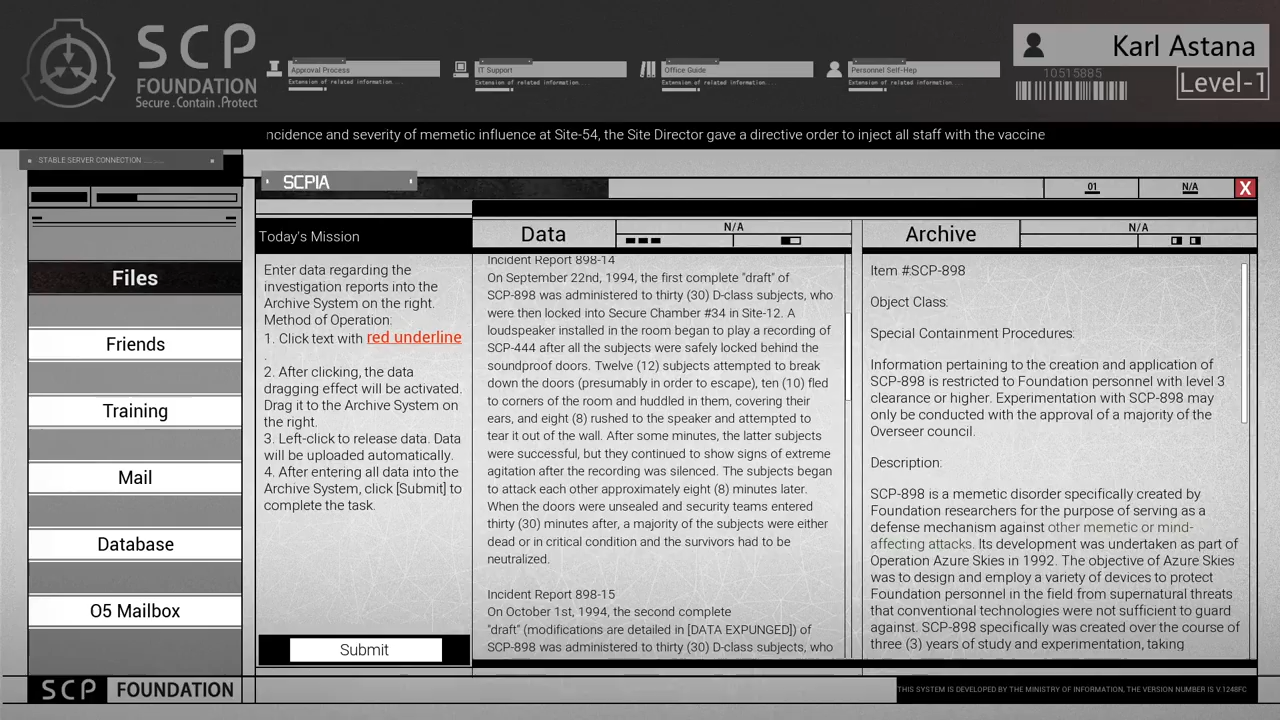 SCP
FOUNDATION
Secure .Contain .Protect
Approval Process
Extension of related information...
IT Support
Extension of related information...
Office Guide
Extension of related information...
Personnel Self-Hep
Extension of related information...
Karl Astana
10515885
Level-1
ncidence and severity of memetic influence at Site-54, the Site Director gave a directive order to inject all staff with the vaccine
STABLE SERVER CONNECTION
SCPIA
01
N/A
X
Files
Friends
Training
Mail
Database
O5 Mailbox
Today's Mission
Enter data regarding the
investigation reports into the
Archive System on the right.
Method of Operation:
1. Click text with red underline
.
2. After clicking, the data
dragging effect will be activated.
Drag it to the Archive System on
the right.
3. Left-click to release data. Data
will be uploaded automatically.
4. After entering all data into the
Archive System, click [Submit] to
complete the task.
Submit
Data
N/A
Incident Report 898-14
On September 22nd, 1994, the first complete "draft" of
SCP-898 was administered to thirty (30) D-class subjects, who
were then locked into Secure Chamber #34 in Site-12. A
loudspeaker installed in the room began to play a recording of
SCP-444 after all the subjects were safely locked behind the
soundproof doors. Twelve (12) subjects attempted to break
down the doors (presumably in order to escape), ten (10) fled
to corners of the room and huddled in them, covering their
ears, and eight (8) rushed to the speaker and attempted to
tear it out of the wall. After some minutes, the latter subjects
were successful, but they continued to show signs of extreme
agitation after the recording was silenced. The subjects began
to attack each other approximately eight (8) minutes later.
When the doors were unsealed and security teams entered
thirty (30) minutes after, a majority of the subjects were either
dead or in critical condition and the survivors had to be
neutralized.
Incident Report 898-15
On October 1st, 1994, the second complete
"draft" (modifications are detailed in [DATA EXPUNGED]) of
SCP-898 was administered to thirty (30) D-class subjects, who
Archive
N/A
Item #:SCP-898
Object Class:
Special Containment Procedures:
Information pertaining to the creation and application of
SCP-898 is restricted to Foundation personnel with level 3
clearance or higher. Experimentation with SCP-898 may
only be conducted with the approval of a majority of the
Overseer council.
Description:
SCP-898 is a memetic disorder specifically created by
Foundation researchers for the purpose of serving as a
defense mechanism against other memetic or mind-
affecting attacks. Its development was undertaken as part of
Operation Azure Skies in 1992. The objective of Azure Skies
was to design and employ a variety of devices to protect
Foundation personnel in the field from supernatural threats
that conventional technologies were not sufficient to guard
against. SCP-898 specifically was created over the course of
three (3) years of study and experimentation, taking
SCP FOUNDATION
THIS SYSTEM IS DEVELOPED BY THE MINISTRY OF INFORMATION, THE VERSION NUMBER IS V.1248FC